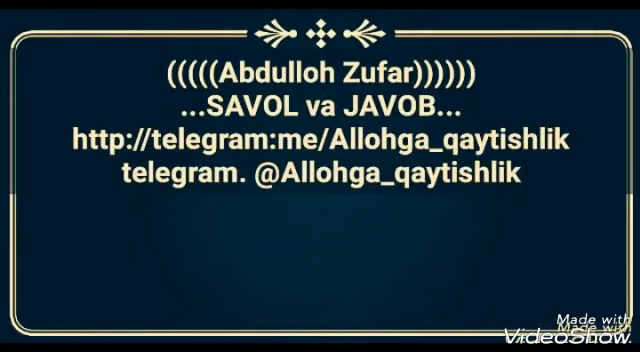 (((((Abdulloh Zufar))))))
...SAVOL va JAVOB...
http://telegram:me/Allohga_qaytishlik
telegram. @Allohga_qaytishlik
Made with
Made with
VideoShow